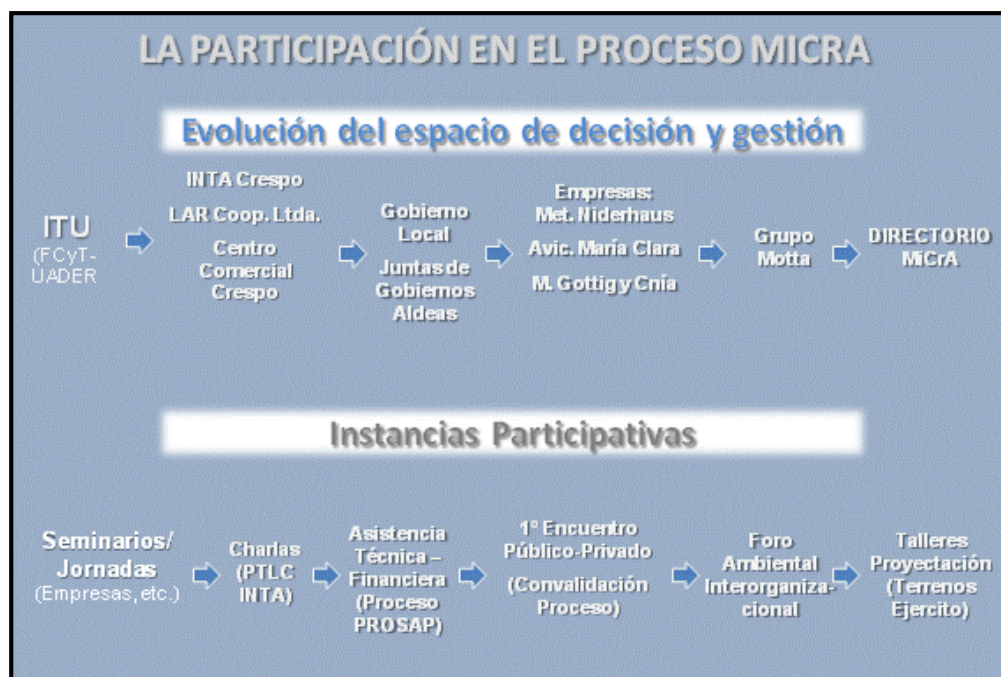 LA PARTICIPACIÓN EN EL PROCESO MICRA
Evolución del espacio de decisión y gestión
ITU
(FCyT-
UADER
INTA Crespo
LAR Coop. Ltda.
Centro
Comercial
Crespo
Gobierno
Local
Juntas de
Gobiernos
Aldeas
Empresas:
Met. Niderhaus
Avic. María Clara
M. Gottig y Cnía
Grupo
Motta
DIRECTORIO
MiCrA
Instancias Participativas
Seminarios/
Jornadas
(Empresas, etc.)
Charlas
(PTLC
INTA)
Asistencia
Técnica –
Financiera
(Proceso
PROSAP)
1º Encuentro
Público-Privado
(Convalidación
Proceso)
Foro
Ambiental
Interorganiza-
cional
Talleres
Proyectación
(Terrenos
Ejercito)